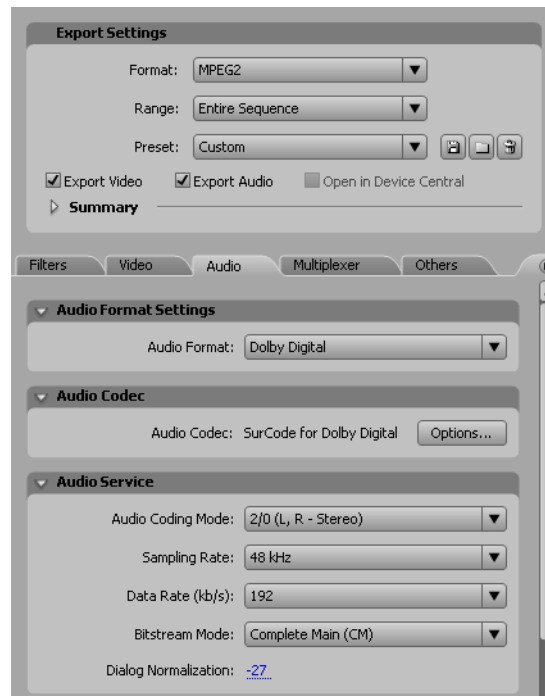 Export Settings
Format: MPEG2
Range: Entire Sequence
Preset: Custom
Export Video Export Audio Open in Device Central
Summary
Filters Video Audio Multiplexer Others
Audio Format Settings
Audio Format: Dolby Digital
Audio Codec
Audio Codec: SurCode for Dolby Digital Options...
Audio Service
Audio Coding Mode: 2/0 (L, R - Stereo)
Sampling Rate: 48 kHz
Data Rate (kb/s): 192
Bitstream Mode: Complete Main (CM)
Dialog Normalization: -27